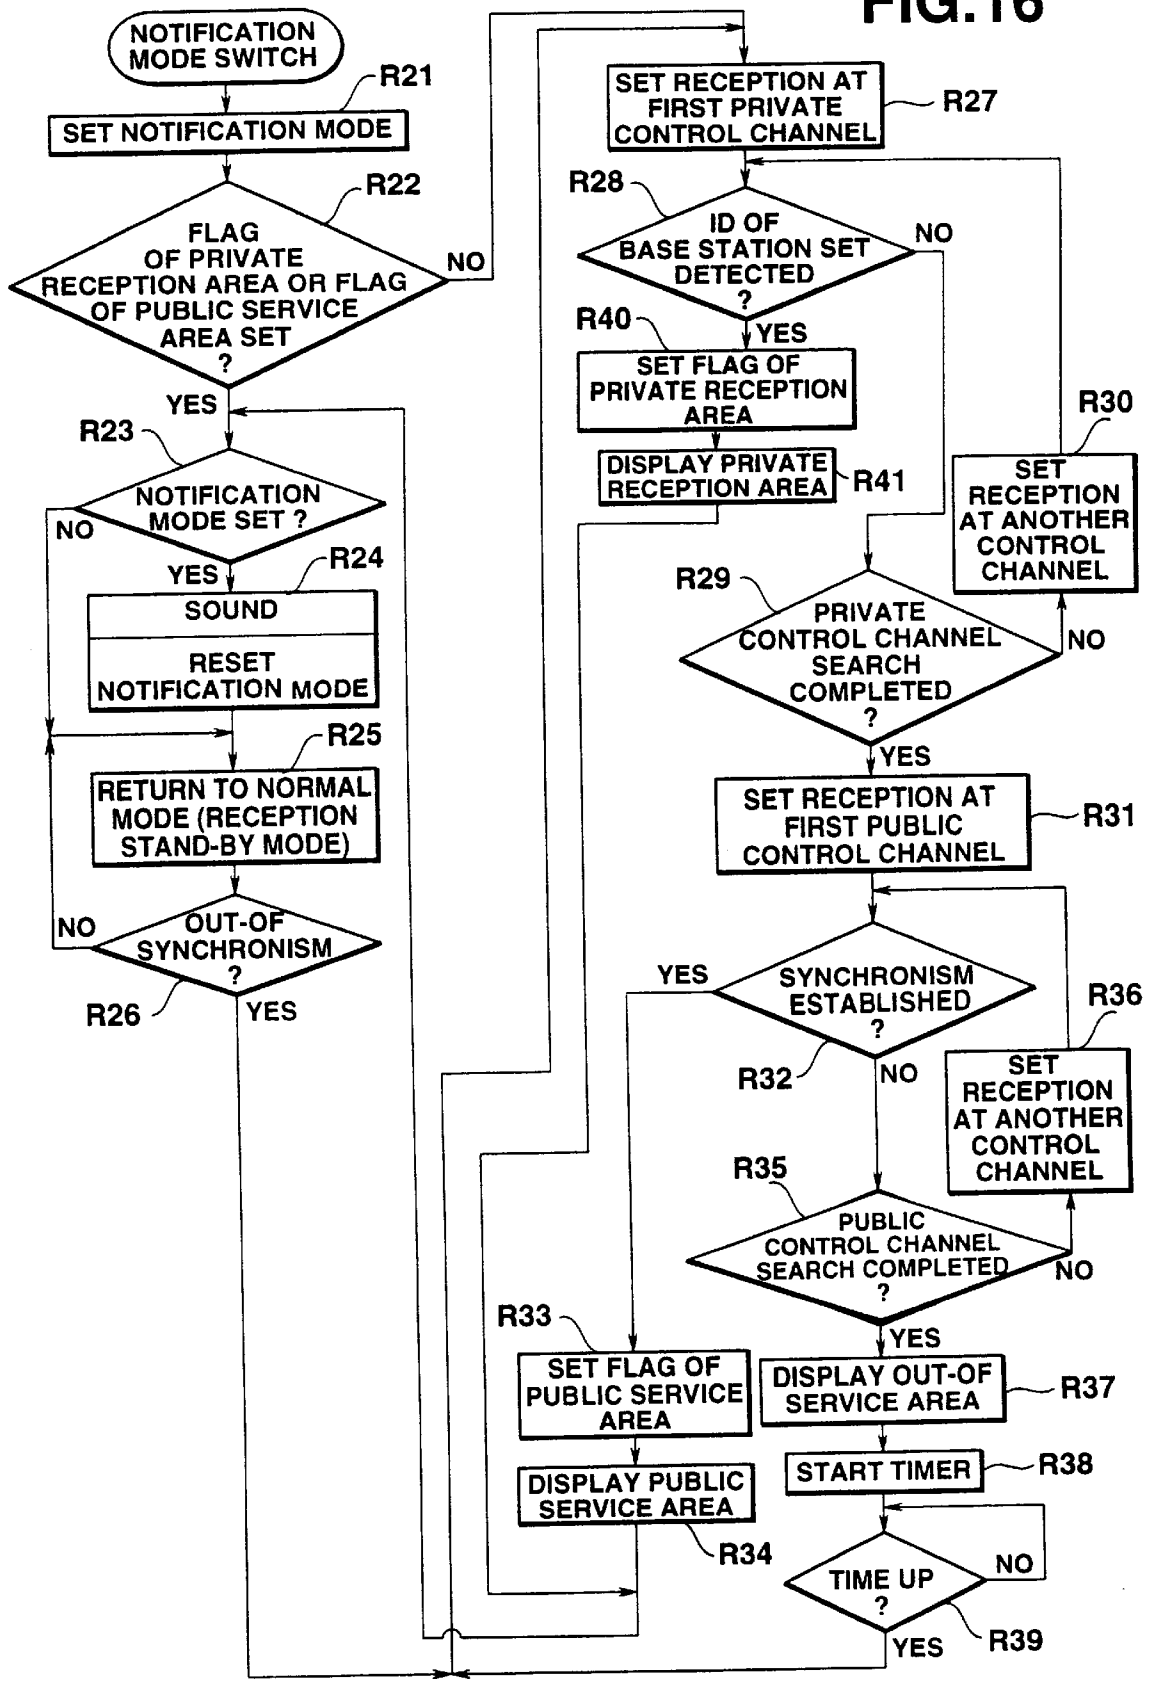 FIG.16
NOTIFICATION
MODE SWITCH
R21
SET NOTIFICATION MODE
R22
FLAG
OF PRIVATE
RECEPTION AREA OR FLAG
OF PUBLIC SERVICE
AREA SET
?
NO
YES
R23
NOTIFICATION
MODE SET ?
NO
YES
R24
SOUND
RESET
NOTIFICATION MODE
R25
RETURN TO NORMAL
MODE (RECEPTION
STAND-BY MODE)
OUT-OF
SYNCHRONISM
?
NO
R26
YES
SET RECEPTION AT
FIRST PRIVATE
CONTROL CHANNEL
R27
R28
ID OF
BASE STATION SET
DETECTED
?
NO
R40
YES
SET FLAG OF
PRIVATE RECEPTION
AREA
DISPLAY PRIVATE
RECEPTION AREA
R41
R30
SET
RECEPTION
AT ANOTHER
CONTROL
CHANNEL
R29
PRIVATE
CONTROL CHANNEL
SEARCH
COMPLETED
?
NO
YES
SET RECEPTION AT
FIRST PUBLIC
CONTROL CHANNEL
R31
YES
SYNCHRONISM
ESTABLISHED
?
R32
NO
R36
SET
RECEPTION
AT ANOTHER
CONTROL
CHANNEL
R35
PUBLIC
CONTROL CHANNEL
SEARCH COMPLETED
?
NO
YES
R33
SET FLAG OF
PUBLIC SERVICE
AREA
DISPLAY PUBLIC
SERVICE AREA
R34
DISPLAY OUT-OF
SERVICE AREA
R37
START TIMER
R38
TIME UP
?
NO
R39
YES